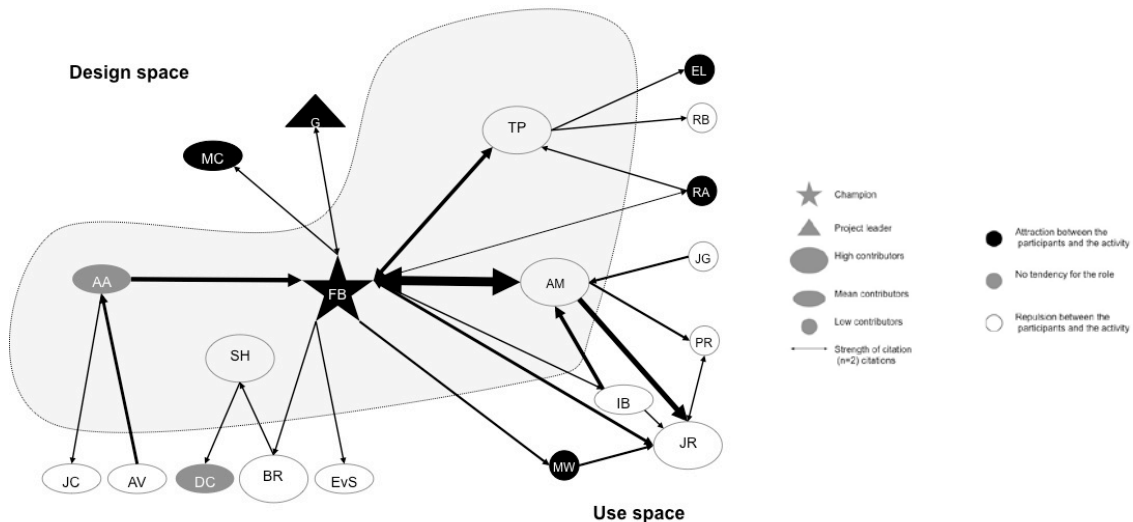 Design space
EL
G
TP
RB
MC
RA
Champion
Project leader
Attraction between the
participants and the activity
JG
High contributors
AA
FB
AM
No tendency for the role
Mean contributors
Low contributors
Repulsion between the
participants and the activity
PR
Strength of citation
(n=2) citations
SH
IB
JR
JC
AV
DC
BR
EvS
MW
Use space